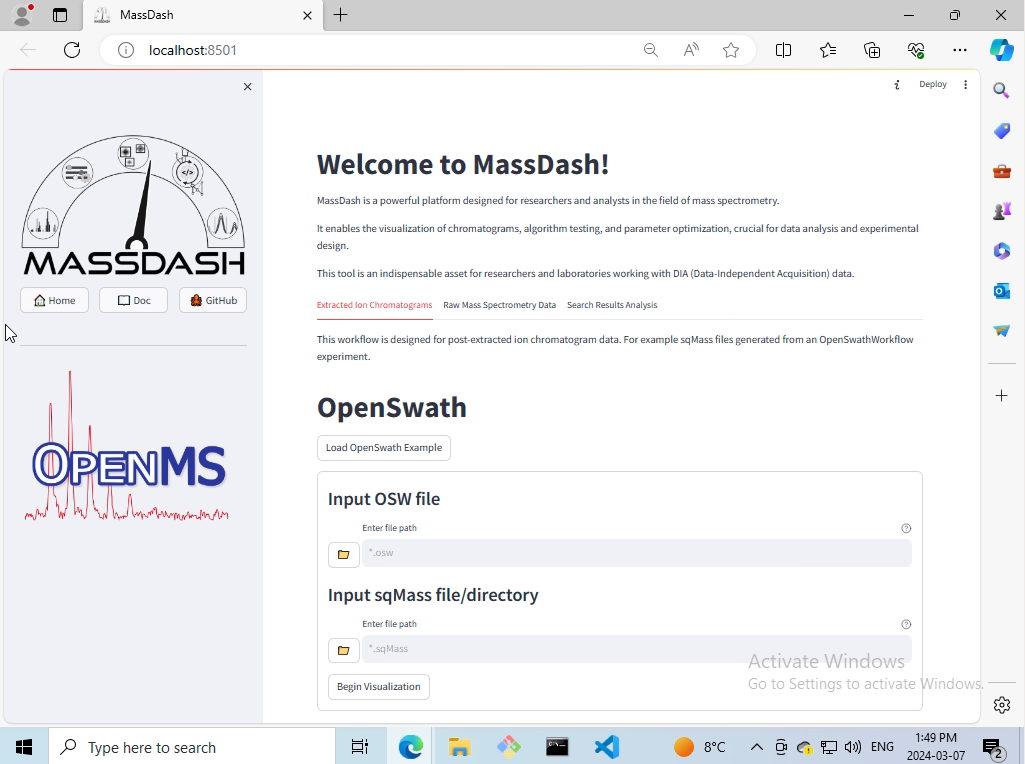 MassDash
localhost:8501
Deploy
MASSDASH
Home
Doc
GitHub
OPENMS
Welcome to MassDash!
MassDash is a powerful platform designed for researchers and analysts in the field of mass spectrometry.
It enables the visualization of chromatograms, algorithm testing, and parameter optimization, crucial for data analysis and experimental
design.
This tool is an indispensable asset for researchers and laboratories working with DIA (Data-Independent Acquisition) data.
Extracted Ion Chromatograms Raw Mass Spectrometry Data Search Results Analysis
This workflow is designed for post-extracted ion chromatogram data. For example sqMass files generated from an OpenSwathWorkflow
experiment.
OpenSwath
Load OpenSwath Example
Input OSW file
Enter file path
*.osw
Input sqMass file/directory
Enter file path
*.sqMass
Begin Visualization
Activate Windows
Go to Settings to activate Windows.
Type here to search
8°C
ENG
1:49 PM
2024-03-07
2